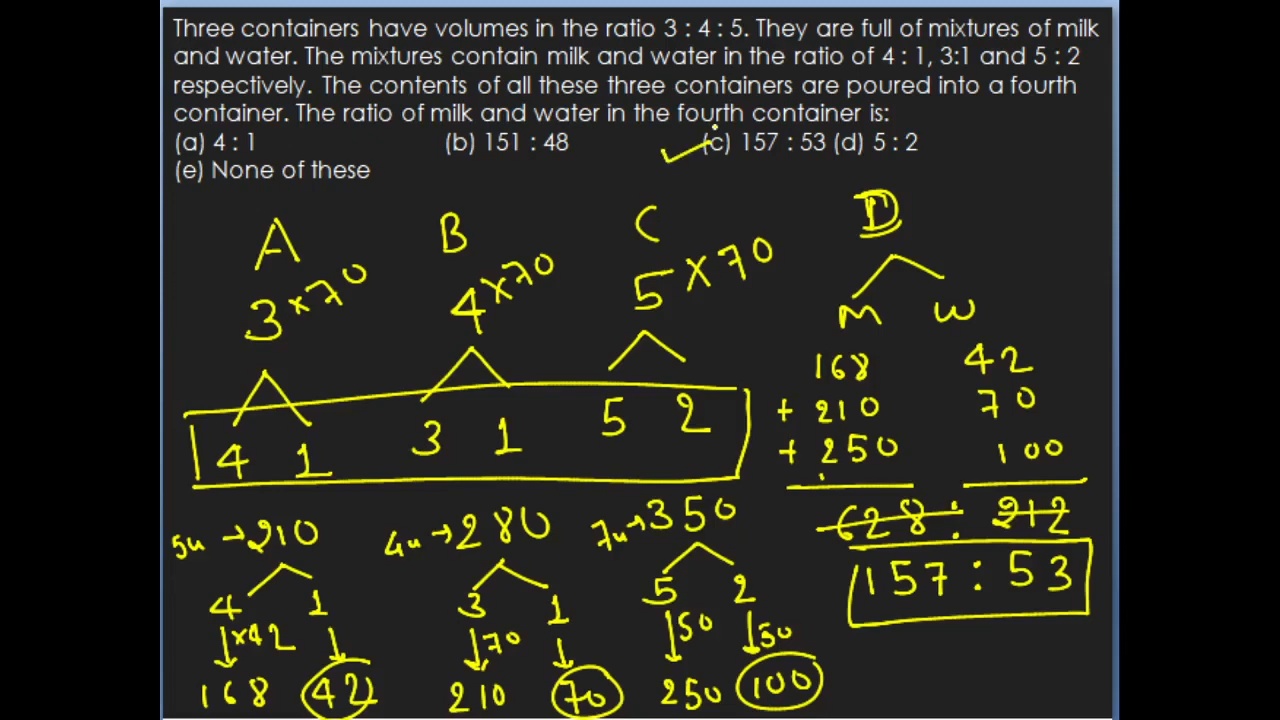 Three containers have volumes in the ratio 3 : 4 : 5. They are full of mixtures of milk
and water. The mixtures contain milk and water in the ratio of 4 : 1, 3:1 and 5 : 2
respectively. The contents of all these three containers are poured into a fourth
container. The ratio of milk and water in the fourth container is:
(a) 4 : 1 (b) 151 : 48 (c) 157 : 53 (d) 5 : 2
(e) None of these
A B C D
3×70 4×70 5×70
M W
168 42
+ 210 70
+ 250 100
4 1 3 1 5 2
628 : 212
157 : 53
5u→210 4u→280 7u→350
4 1 3 1 5 2
×42 70 50 50
168 42 210 70 250 100